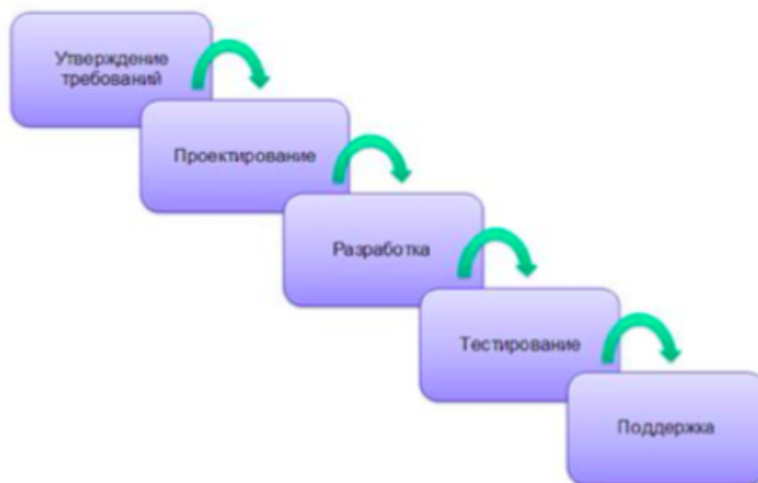 Утверждение
требований
Проектирование
Разработка
Тестирование
Поддержка